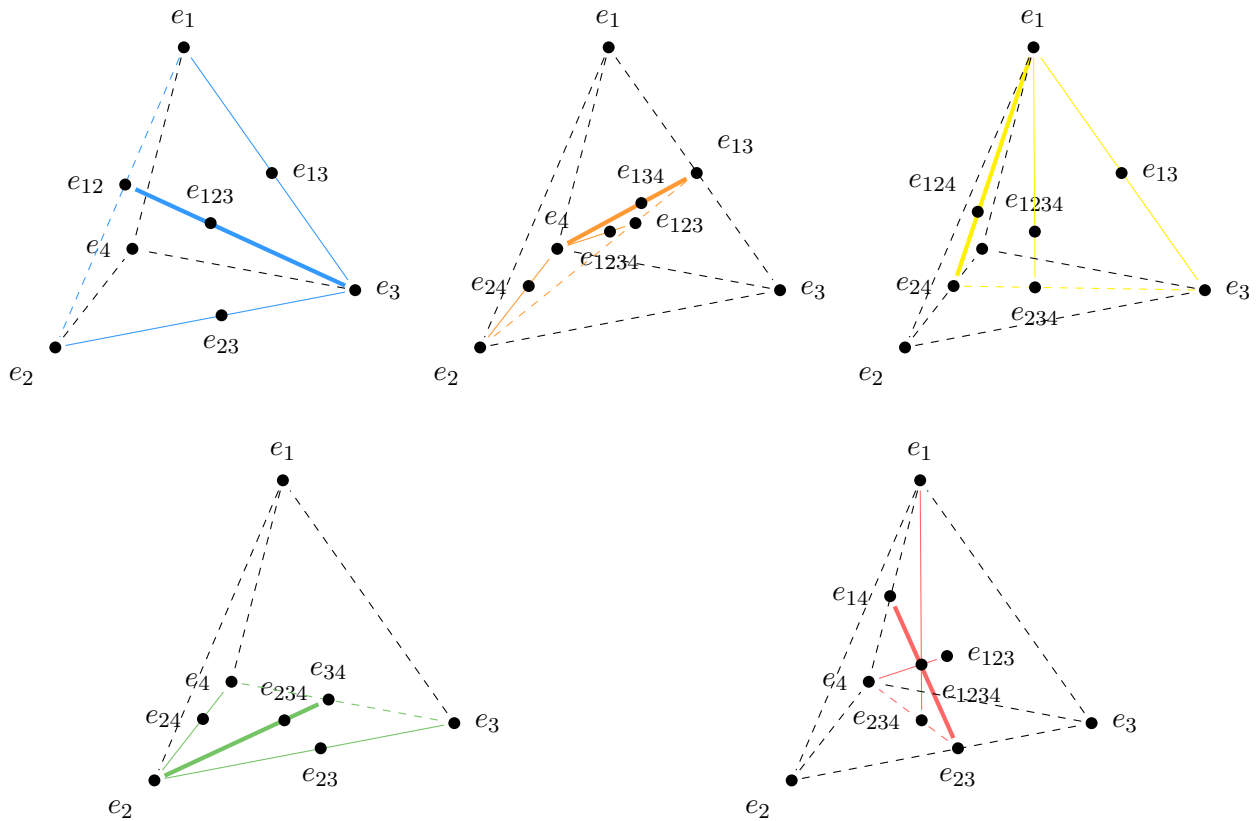 e₁
e₁₂
e₁₂₃
e₁₃
e₄
e₃
e₂₃
e₂
e₁
e₁₃
e₁₃₄
e₄
e₁₂₃
e₁₂₃₄
e₂₄
e₃
e₂
e₁
e₁₃
e₁₂₄
e₁₂₃₄
e₂₄
e₃
e₂₃₄
e₂
e₁
e₄
e₃₄
e₂₃₄
e₂₄
e₃
e₂₃
e₂
e₁
e₁₄
e₁₂₃
e₄
e₁₂₃₄
e₂₃₄
e₃
e₂₃
e₂